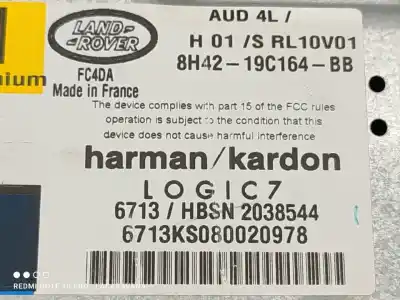 AUD 4L /
LAND-
ROVER
H 01 /S RL10V01
8H42-19C164-BB
mium
FC4DA
Made in France
The device complies with part 15 of the FCC rules
operation is subject to the condition that this
device does not cause harmful interference
harman/kardon
LOGIC7
6713 / HBSN 2038544
6713KS080020978